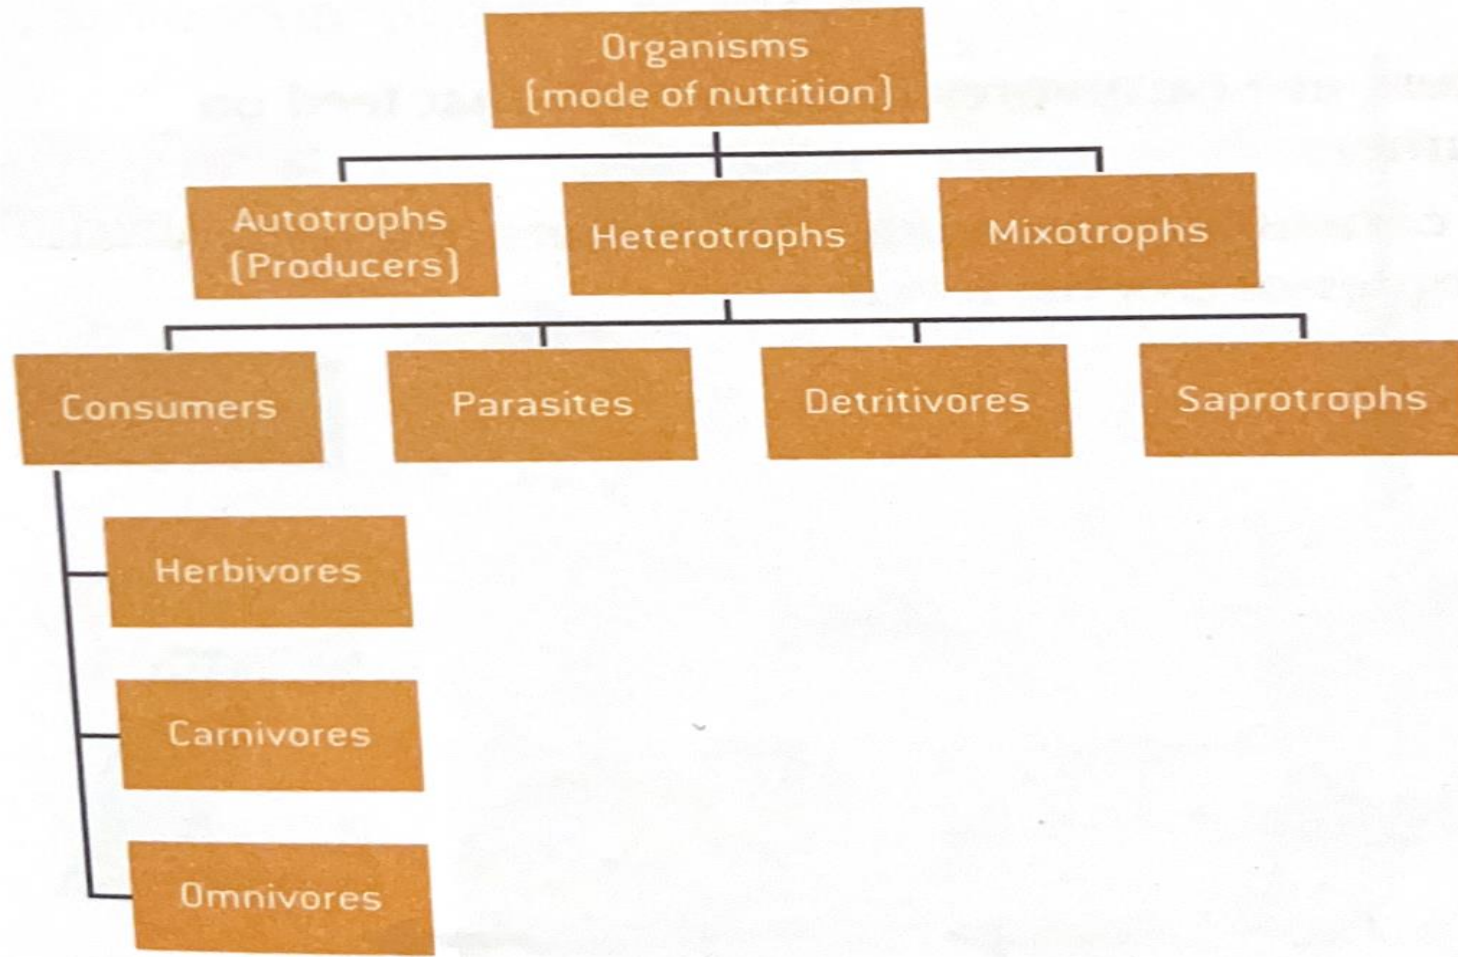 Organisms
(mode of nutrition)
Autotrophs
(Producers)
Heterotrophs
Mixotrophs
Consumers
Parasites
Detritivores
Saprotrophs
Herbivores
Carnivores
Omnivores